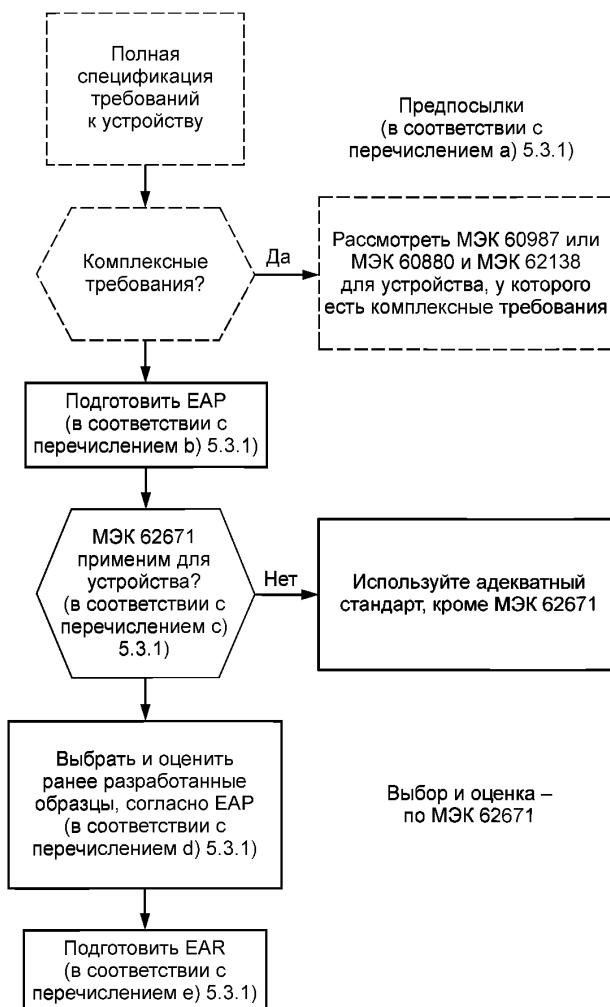 Полная
спецификация
требований
к устройству
Предпосылки
(в соответствии с
перечислением а) 5.3.1)
Комплексные
требования?
Да
Рассмотреть МЭК 60987 или
МЭК 60880 и МЭК 62138
для устройства, у которого
есть комплексные требования
Подготовить EAP
(в соответствии с
перечислением b) 5.3.1)
МЭК 62671
применим для
устройства?
(в соответствии с
перечислением c)
5.3.1)
Нет
Используйте адекватный
стандарт, кроме МЭК 62671
Выбрать и оценить
ранее разработанные
образцы, согласно EAP
(в соответствии с
перечислением d) 5.3.1)
Выбор и оценка –
по МЭК 62671
Подготовить EAR
(в соответствии с
перечислением e) 5.3.1)